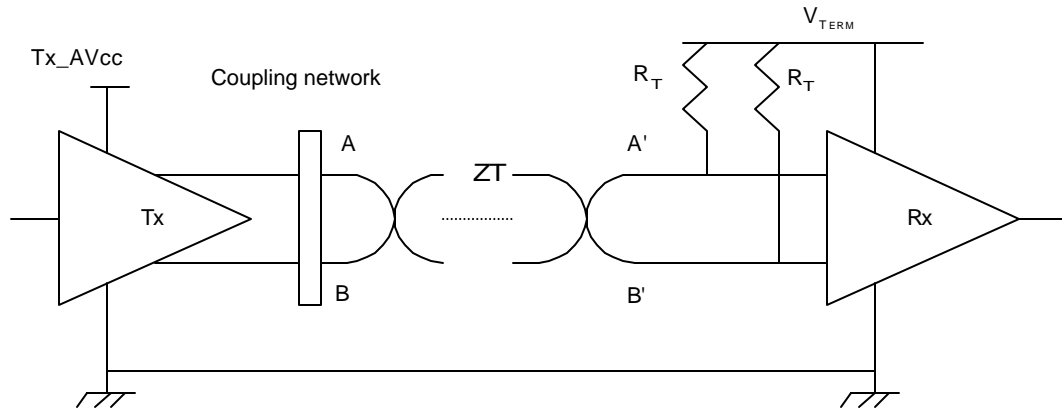 V_TERM
Tx_AVcc
Coupling network
R_T
R_T
A
A'
ZT
Tx
Rx
B
B'